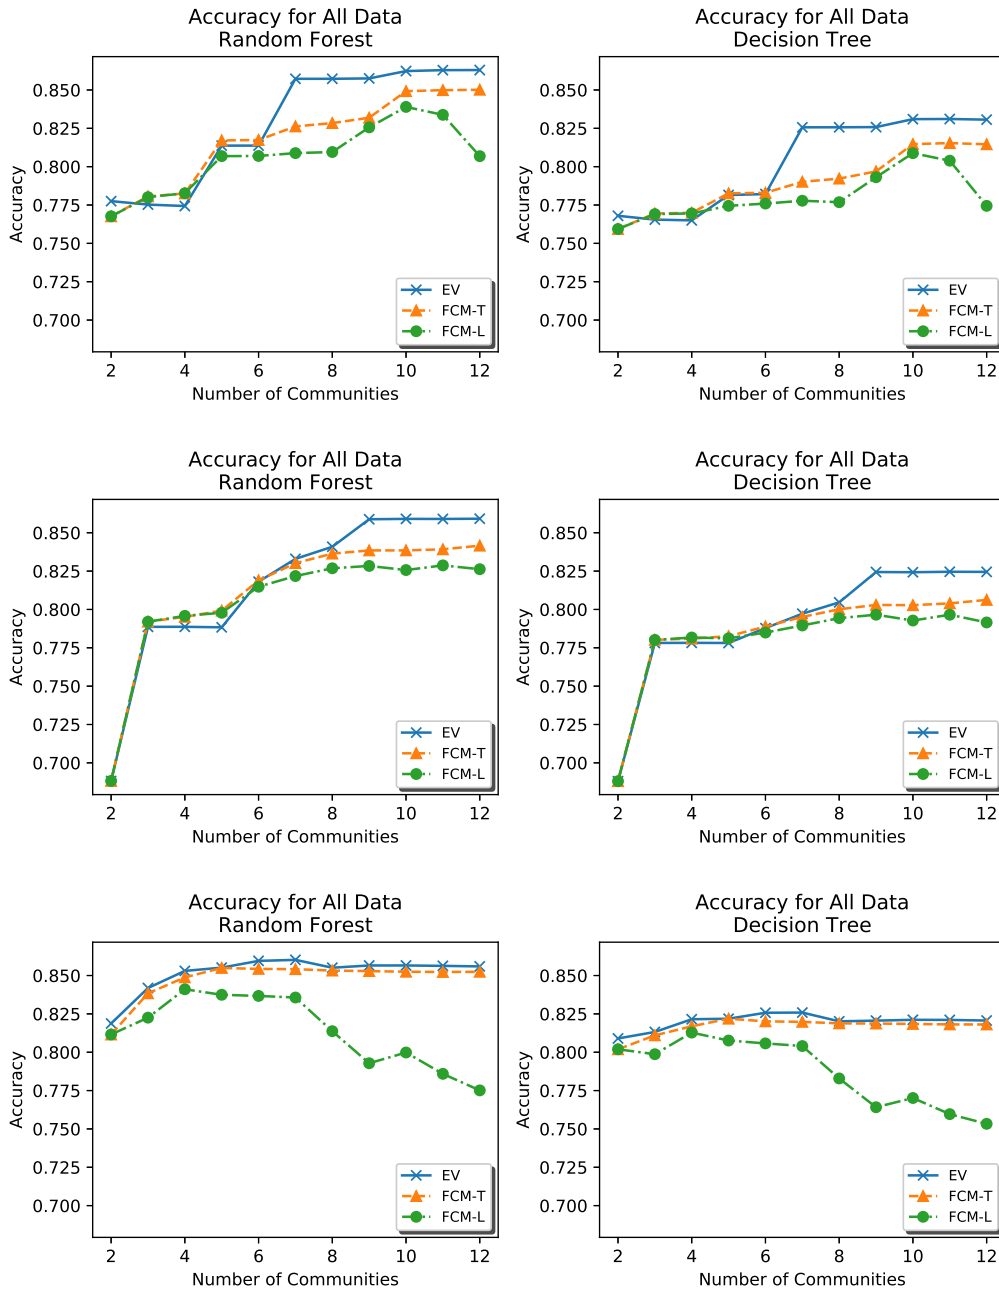 Accuracy for All Data
Random Forest
Accuracy
0.850
0.825
0.800
0.775
0.750
0.725
0.700
EV
FCM-T
FCM-L
2 4 6 8 10 12
Number of Communities
Accuracy for All Data
Decision Tree
Accuracy
0.850
0.825
0.800
0.775
0.750
0.725
0.700
EV
FCM-T
FCM-L
2 4 6 8 10 12
Number of Communities
Accuracy for All Data
Random Forest
Accuracy
0.850
0.825
0.800
0.775
0.750
0.725
0.700
EV
FCM-T
FCM-L
2 4 6 8 10 12
Number of Communities
Accuracy for All Data
Decision Tree
Accuracy
0.850
0.825
0.800
0.775
0.750
0.725
0.700
EV
FCM-T
FCM-L
2 4 6 8 10 12
Number of Communities
Accuracy for All Data
Random Forest
Accuracy
0.850
0.825
0.800
0.775
0.750
0.725
0.700
EV
FCM-T
FCM-L
2 4 6 8 10 12
Number of Communities
Accuracy for All Data
Decision Tree
Accuracy
0.850
0.825
0.800
0.775
0.750
0.725
0.700
EV
FCM-T
FCM-L
2 4 6 8 10 12
Number of Communities